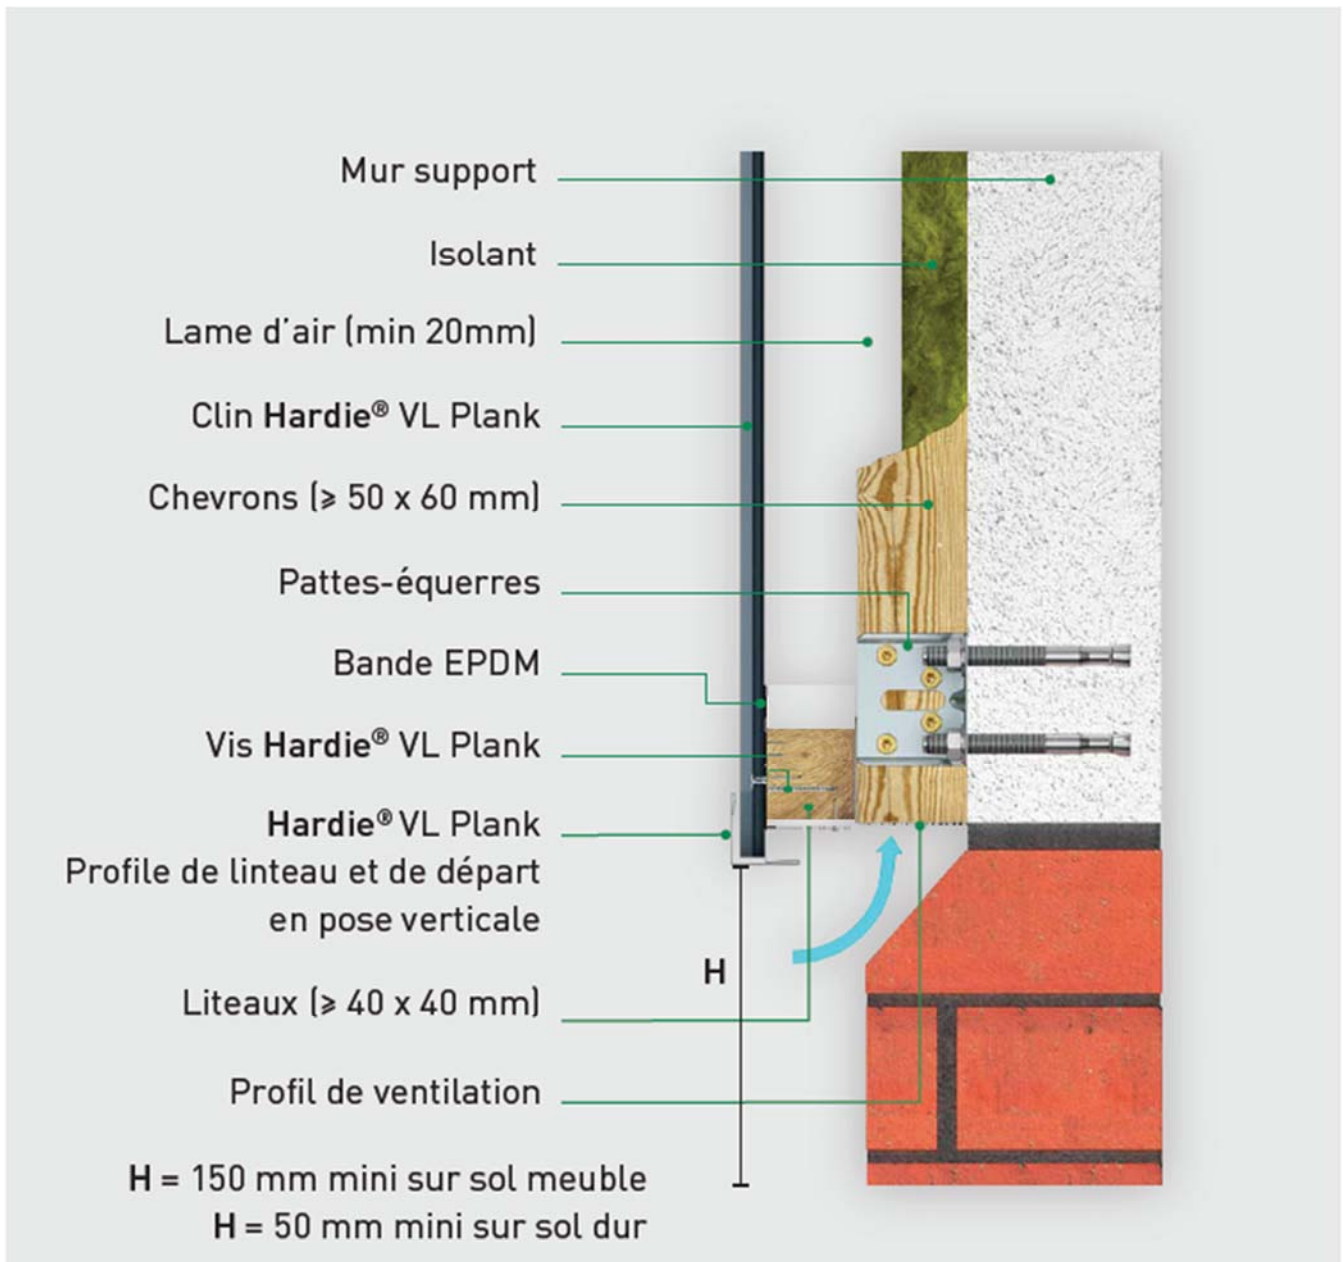 Mur support
Isolant
Lame d'air (min 20mm)
Clin Hardie® VL Plank
Chevrons (⩾ 50 x 60 mm)
Pattes-équerres
Bande EPDM
Vis Hardie® VL Plank
Hardie® VL Plank
Profile de linteau et de départ
en pose verticale
H
Liteaux (⩾ 40 x 40 mm)
Profil de ventilation
H = 150 mm mini sur sol meuble
H = 50 mm mini sur sol dur